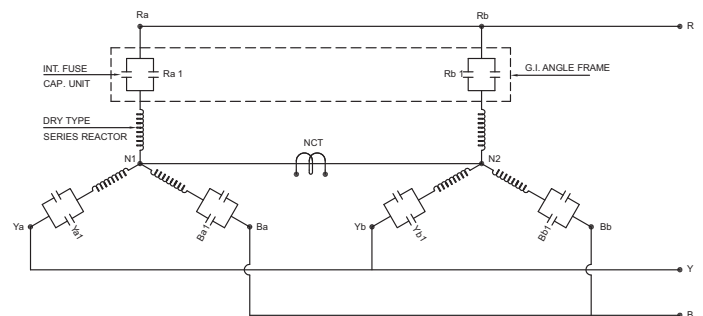 Ra
Rb
R
INT. FUSE
CAP. UNIT
Ra 1
Rb 1
G.I. ANGLE FRAME
DRY TYPE
SERIES REACTOR
NCT
N1
N2
Ya
Ya1
Ba1
Ba
Yb
Yb1
Bb1
Bb
Y
B